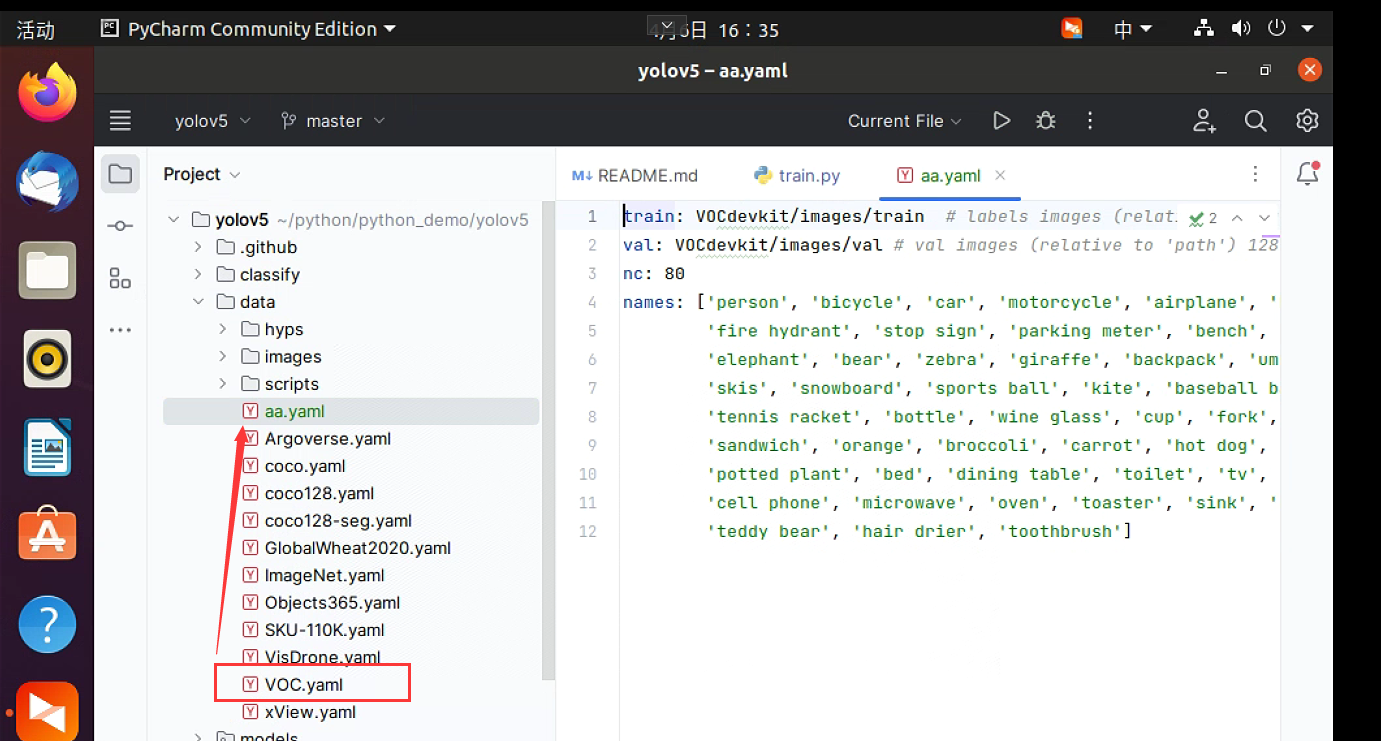 活动
PyCharm Community Edition
6日 16：35
中
yolov5 – aa.yaml
yolov5
master
Current File
Project
README.md
train.py
aa.yaml
yolov5 ~/python/python_demo/yolov5
.github
classify
data
hyps
images
scripts
aa.yaml
Argoverse.yaml
coco.yaml
coco128.yaml
coco128-seg.yaml
GlobalWheat2020.yaml
ImageNet.yaml
Objects365.yaml
SKU-110K.yaml
VisDrone.yaml
VOC.yaml
xView.yaml
models
2
1 train: VOCdevkit/images/train # labels images (relat
2 val: VOCdevkit/images/val # val images (relative to 'path') 128
3 nc: 80
4 names: ['person', 'bicycle', 'car', 'motorcycle', 'airplane', '
5 'fire hydrant', 'stop sign', 'parking meter', 'bench',
6 'elephant', 'bear', 'zebra', 'giraffe', 'backpack', 'um
7 'skis', 'snowboard', 'sports ball', 'kite', 'baseball b
8 'tennis racket', 'bottle', 'wine glass', 'cup', 'fork',
9 'sandwich', 'orange', 'broccoli', 'carrot', 'hot dog',
10 'potted plant', 'bed', 'dining table', 'toilet', 'tv',
11 'cell phone', 'microwave', 'oven', 'toaster', 'sink', '
12 'teddy bear', 'hair drier', 'toothbrush']